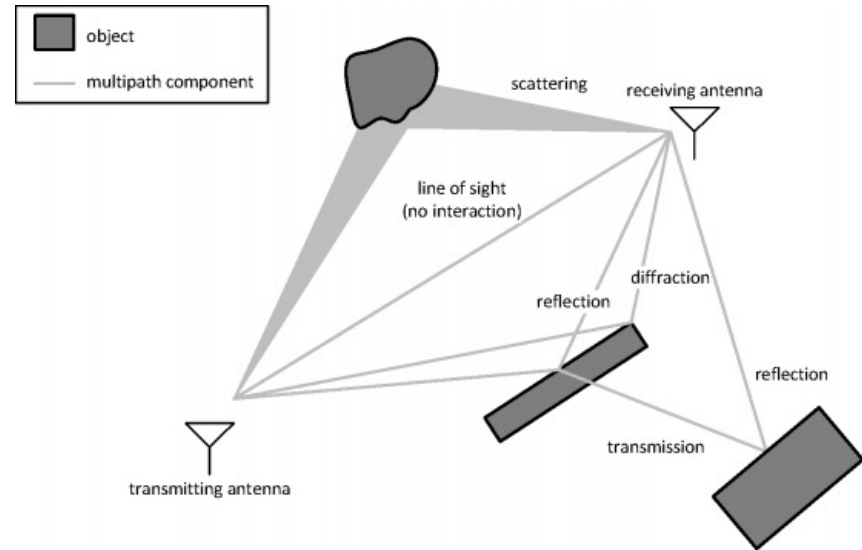 object
multipath component
scattering
receiving antenna
line of sight
(no interaction)
diffraction
reflection
reflection
transmission
transmitting antenna